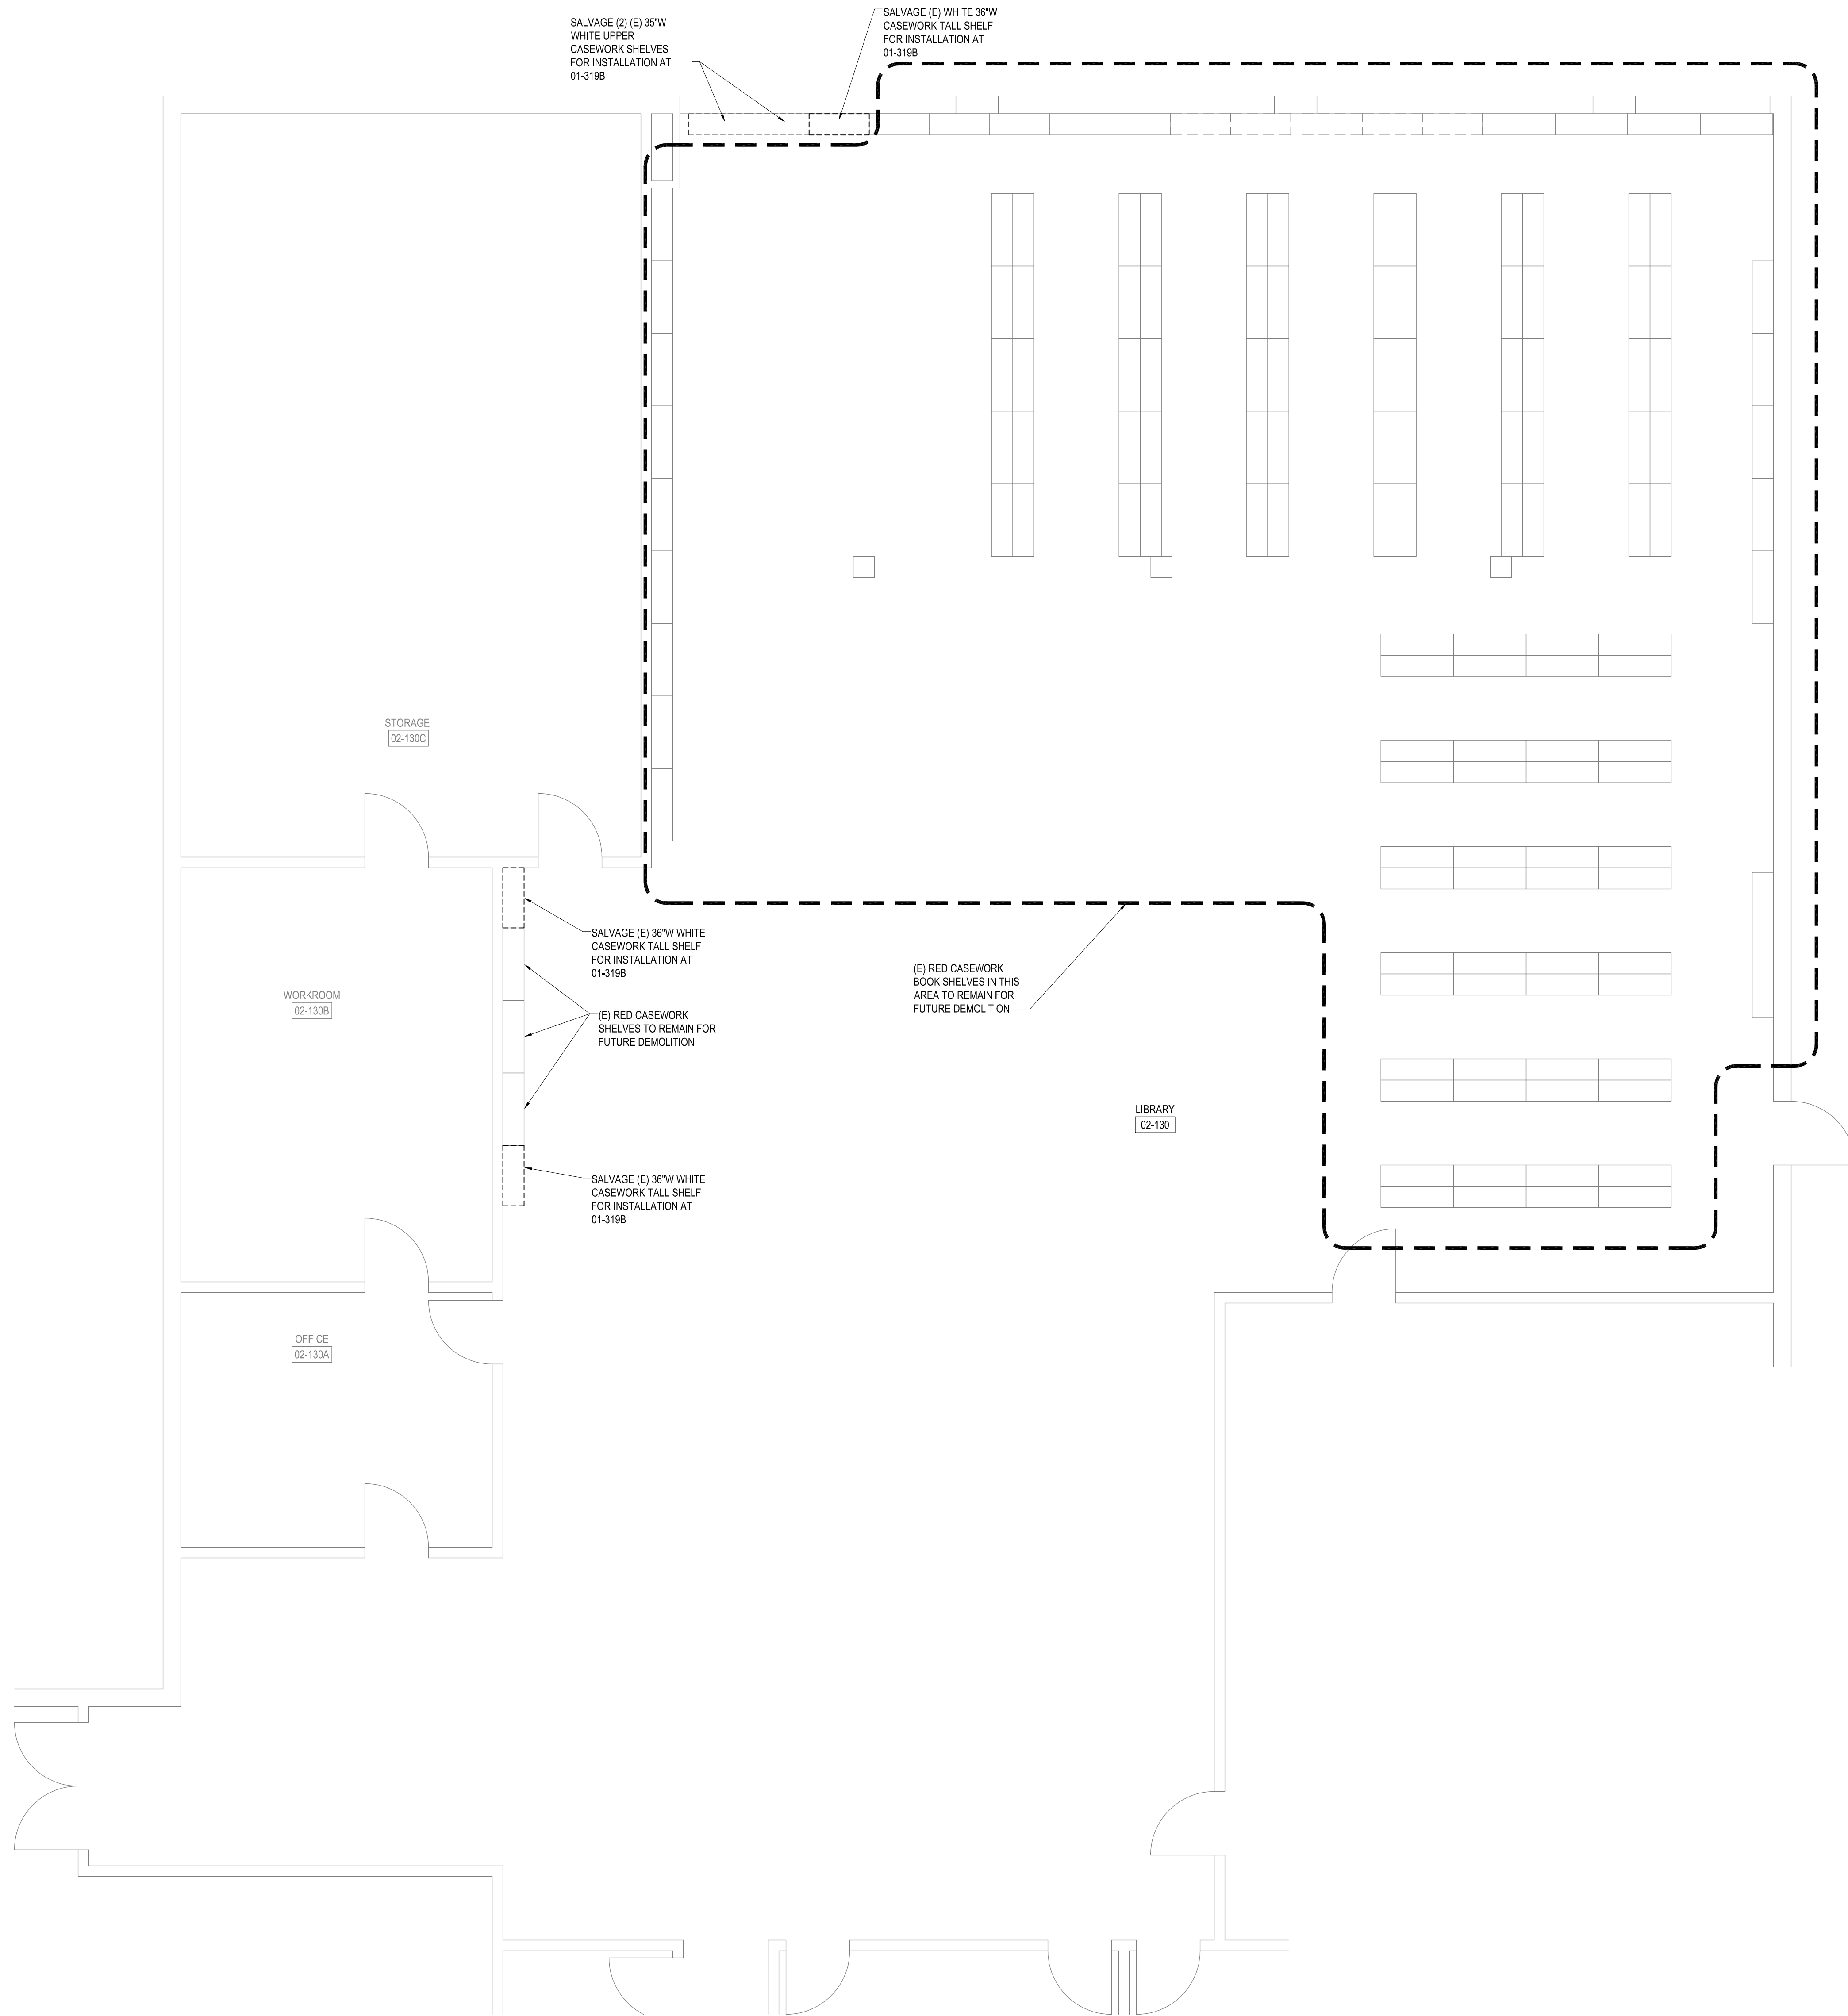 SALVAGE (2) (E) 35"W
WHITE UPPER
CASEWORK SHELVES
FOR INSTALLATION AT
01-319B
SALVAGE (E) WHITE 36"W
CASEWORK TALL SHELF
FOR INSTALLATION AT
01-319B
STORAGE
02-130C
SALVAGE (E) 36"W WHITE
CASEWORK TALL SHELF
FOR INSTALLATION AT
01-319B
(E) RED CASEWORK
BOOK SHELVES IN THIS
AREA TO REMAIN FOR
FUTURE DEMOLITION
WORKROOM
02-130B
(E) RED CASEWORK
SHELVES TO REMAIN FOR
FUTURE DEMOLITION
LIBRARY
02-130
SALVAGE (E) 36"W WHITE
CASEWORK TALL SHELF
FOR INSTALLATION AT
01-319B
OFFICE
02-130A